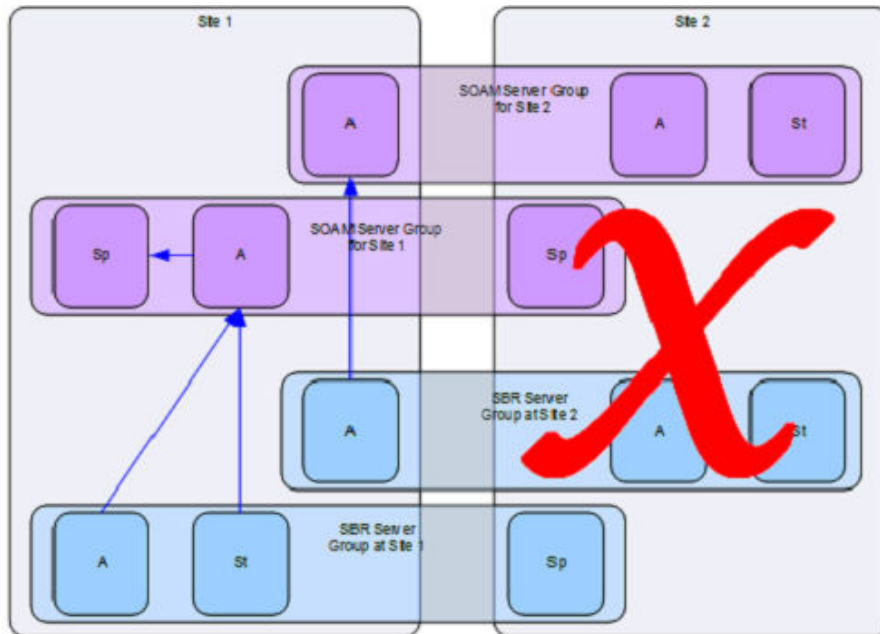 Site 1
Site 2
SOAM Server Group
for Site 2
A
A
St
SOAM Server Group
for Site 1
Sp
A
Sp
SBR Server
Group at Site 2
A
A
St
SBR Server
Group at Site 1
A
St
Sp